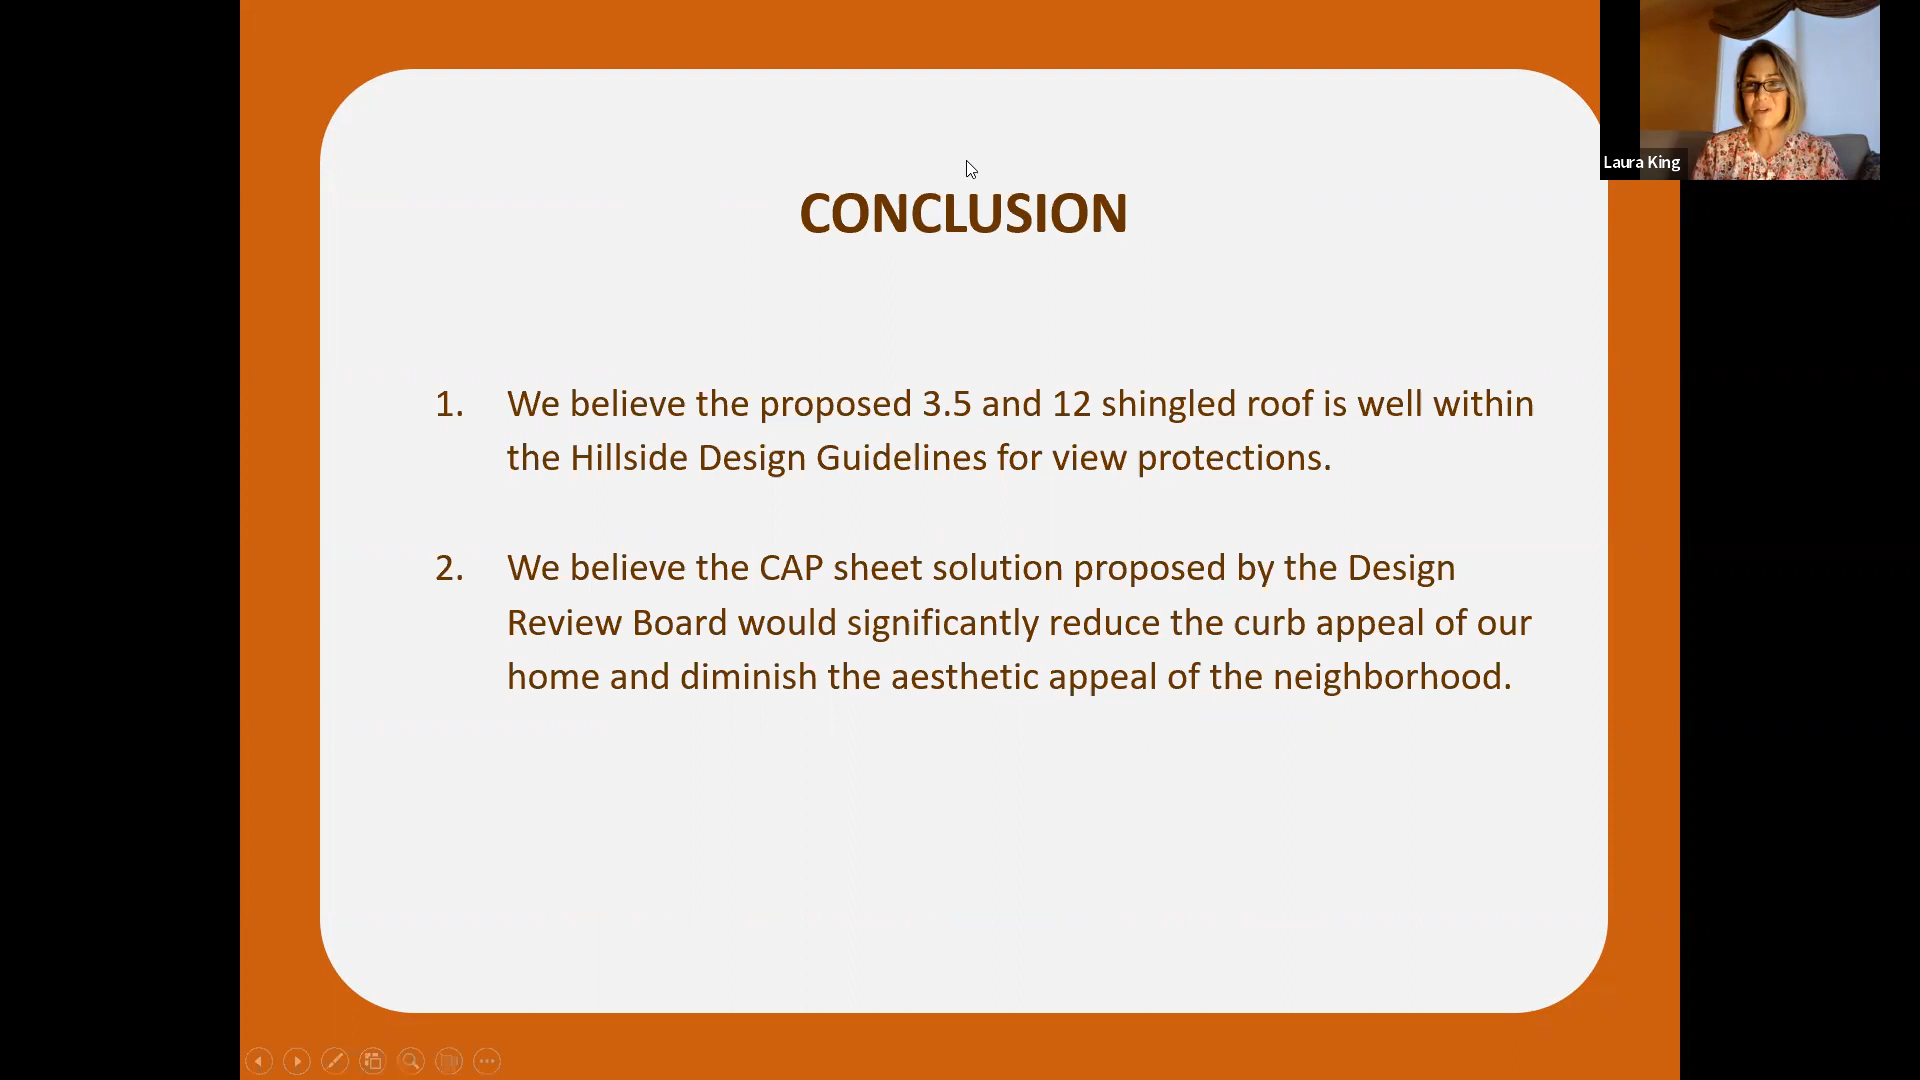 Laura King
CONCLUSION
1. We believe the proposed 3.5 and 12 shingled roof is well within
the Hillside Design Guidelines for view protections.
2. We believe the CAP sheet solution proposed by the Design
Review Board would significantly reduce the curb appeal of our
home and diminish the aesthetic appeal of the neighborhood.